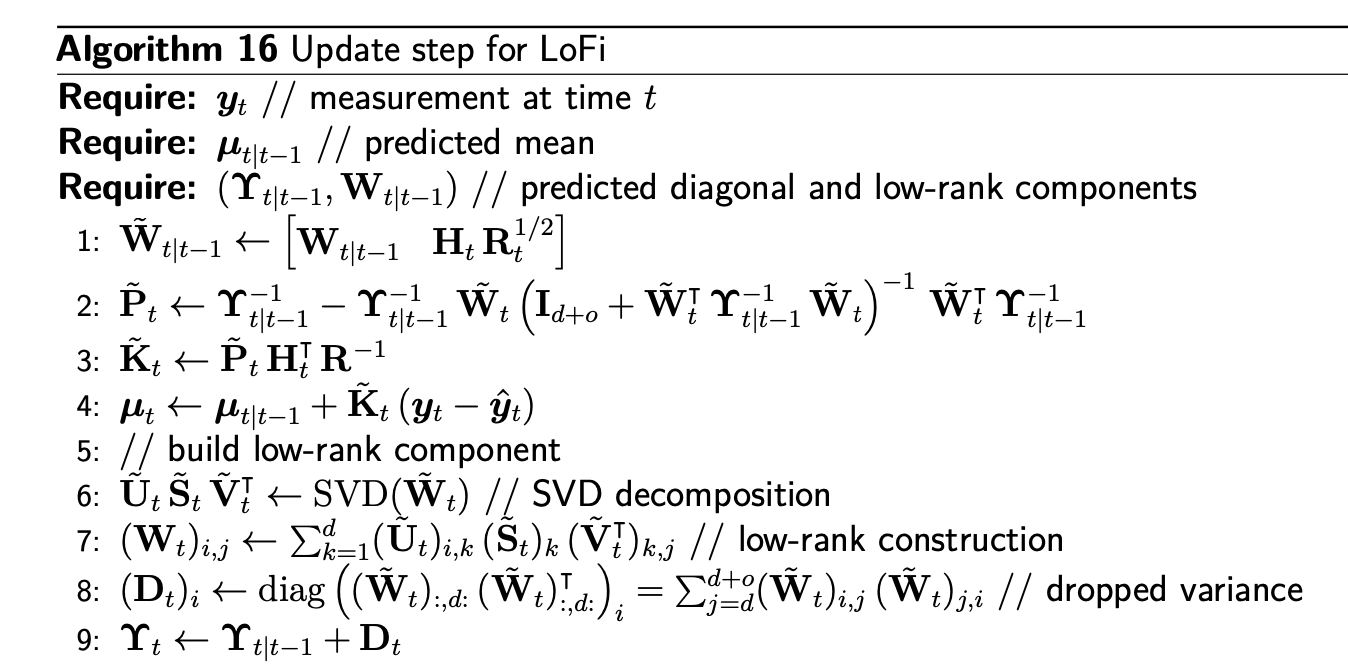 Algorithm 16 Update step for LoFi
Require: $\boldsymbol{y}_t$ // measurement at time $t$
Require: $\boldsymbol{\mu}_{t|t-1}$ // predicted mean
Require: $(\boldsymbol{\Upsilon}_{t|t-1}, \mathbf{W}_{t|t-1})$ // predicted diagonal and low-rank components
1: $\tilde{\mathbf{W}}_{t|t-1} \leftarrow \left[\mathbf{W}_{t|t-1} \quad \mathbf{H}_t \, \mathbf{R}_t^{1/2}\right]$
2: $\tilde{\mathbf{P}}_t \leftarrow \boldsymbol{\Upsilon}_{t|t-1}^{-1} - \boldsymbol{\Upsilon}_{t|t-1}^{-1} \, \tilde{\mathbf{W}}_t \left(\mathbf{I}_{d+o} + \tilde{\mathbf{W}}_t^\intercal \, \boldsymbol{\Upsilon}_{t|t-1}^{-1} \, \tilde{\mathbf{W}}_t\right)^{-1} \tilde{\mathbf{W}}_t^\intercal \, \boldsymbol{\Upsilon}_{t|t-1}^{-1}$
3: $\tilde{\mathbf{K}}_t \leftarrow \tilde{\mathbf{P}}_t \, \mathbf{H}_t^\intercal \, \mathbf{R}^{-1}$
4: $\boldsymbol{\mu}_t \leftarrow \boldsymbol{\mu}_{t|t-1} + \tilde{\mathbf{K}}_t \, (\boldsymbol{y}_t - \hat{\boldsymbol{y}}_t)$
5: // build low-rank component
6: $\tilde{\mathbf{U}}_t \, \tilde{\mathbf{S}}_t \, \tilde{\mathbf{V}}_t^\intercal \leftarrow \mathrm{SVD}(\tilde{\mathbf{W}}_t)$ // SVD decomposition
7: $(\mathbf{W}_t)_{i,j} \leftarrow \sum_{k=1}^{d} (\tilde{\mathbf{U}}_t)_{i,k} \, (\tilde{\mathbf{S}}_t)_k \, (\tilde{\mathbf{V}}_t^\intercal)_{k,j}$ // low-rank construction
8: $(\mathbf{D}_t)_i \leftarrow \mathrm{diag}\left((\tilde{\mathbf{W}}_t)_{:,d:} \, (\tilde{\mathbf{W}}_t)_{:,d:}^\intercal\right)_i = \sum_{j=d}^{d+o} (\tilde{\mathbf{W}}_t)_{i,j} \, (\tilde{\mathbf{W}}_t)_{j,i}$ // dropped variance
9: $\boldsymbol{\Upsilon}_t \leftarrow \boldsymbol{\Upsilon}_{t|t-1} + \mathbf{D}_t$